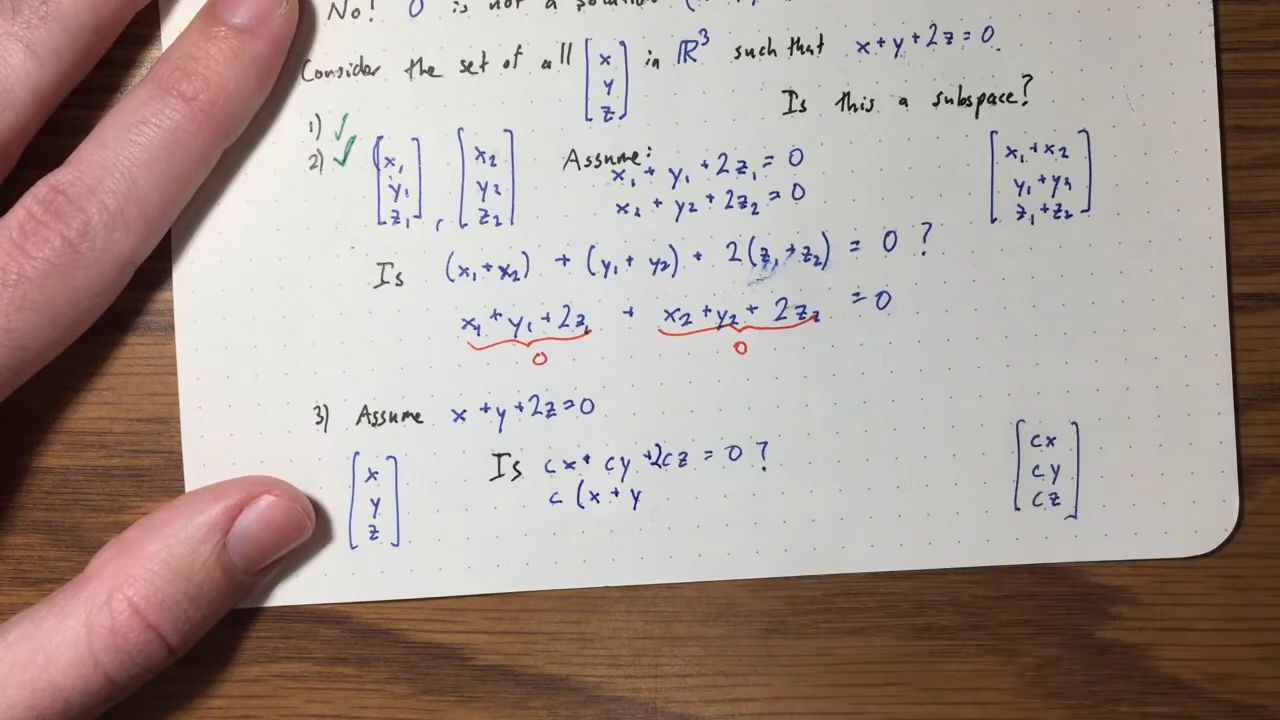 No! 0 is not a solution
Consider the set of all [x y z] in ℝ³ such that x+y+2z=0
Is this a subspace?
1) ✓
2) ✓ [x₁ y₁ z₁], [x₂ y₂ z₂] Assume: x₁ + y₁ + 2z₁ = 0 [x₁+x₂ y₁+y₂ z₁+z₂]
x₂ + y₂ + 2z₂ = 0
Is (x₁+x₂) + (y₁+y₂) + 2(z₁+z₂) = 0 ?
x₁+y₁+2z₁ + x₂+y₂+2z₂ = 0
0 0
3) Assume x+y+2z=0
[x y z] Is cx+cy+2cz = 0 ? [cx cy cz]
c (x+y